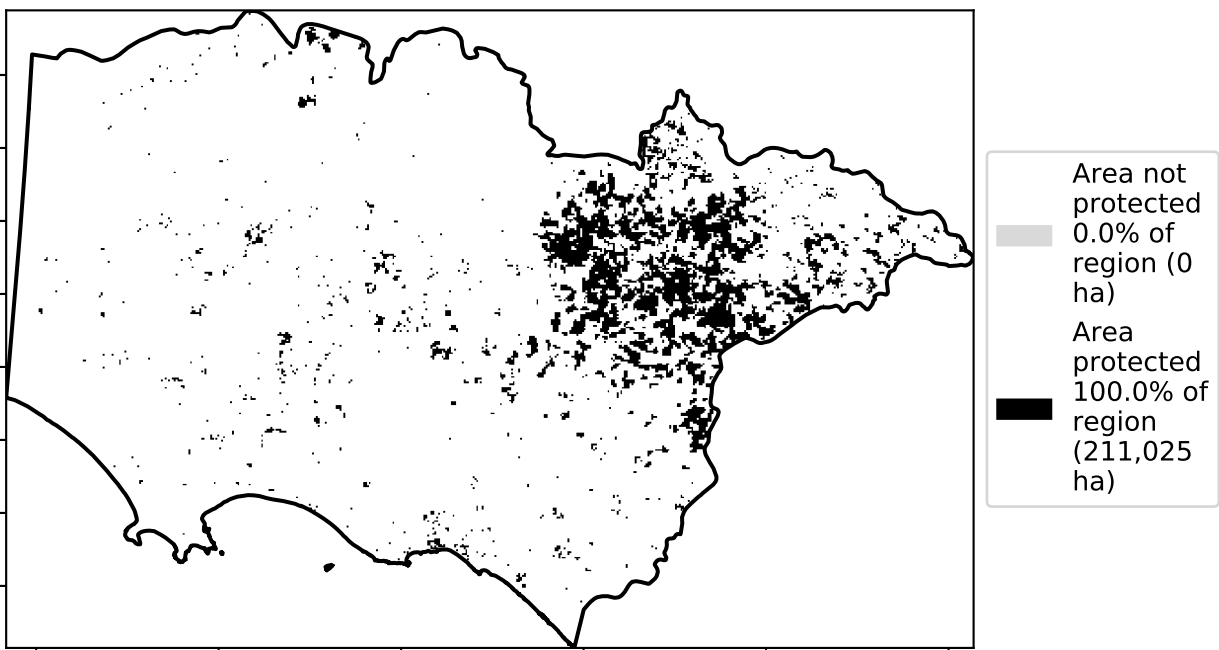 Area not
protected
0.0% of
region (0
ha)
Area
protected
100.0% of
region
(211,025
ha)